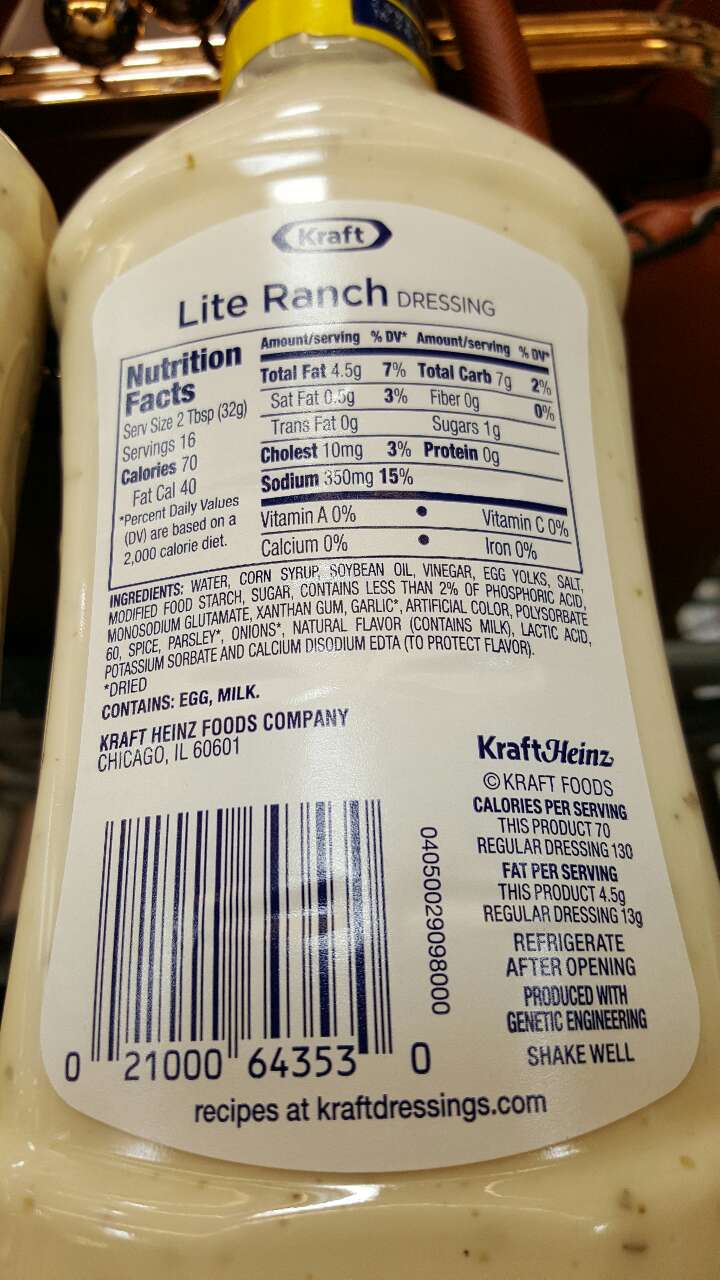 Kraft
Lite Ranch DRESSING
Nutrition
Facts
Serv Size 2 Tbsp (32g)
Servings 16
Calories 70
Fat Cal 40
*Percent Daily Values
(DV) are based on a
2,000 calorie diet.
Amount/serving % DV* Amount/serving % DV*
Total Fat 4.5g 7% Total Carb 7g 2%
Sat Fat 0.5g 3% Fiber 0g 0%
Trans Fat 0g Sugars 1g
Cholest 10mg 3% Protein 0g
Sodium 350mg 15%
Vitamin A 0% • Vitamin C 0%
Calcium 0% • Iron 0%
INGREDIENTS: WATER, CORN SYRUP, SOYBEAN OIL, VINEGAR, EGG YOLKS, SALT,
MODIFIED FOOD STARCH, SUGAR, CONTAINS LESS THAN 2% OF PHOSPHORIC ACID,
MONOSODIUM GLUTAMATE, XANTHAN GUM, GARLIC*, ARTIFICIAL COLOR, POLYSORBATE
60, SPICE, PARSLEY*, ONIONS*, NATURAL FLAVOR (CONTAINS MILK), LACTIC ACID,
POTASSIUM SORBATE AND CALCIUM DISODIUM EDTA (TO PROTECT FLAVOR).
*DRIED
CONTAINS: EGG, MILK.
KRAFT HEINZ FOODS COMPANY
CHICAGO, IL 60601
KraftHeinz
© KRAFT FOODS
CALORIES PER SERVING
THIS PRODUCT 70
REGULAR DRESSING 130
FAT PER SERVING
THIS PRODUCT 4.5g
REGULAR DRESSING 13g
REFRIGERATE
AFTER OPENING
PRODUCED WITH
GENETIC ENGINEERING
SHAKE WELL
04050029098000
0 21000 64353 0
recipes at kraftdressings.com